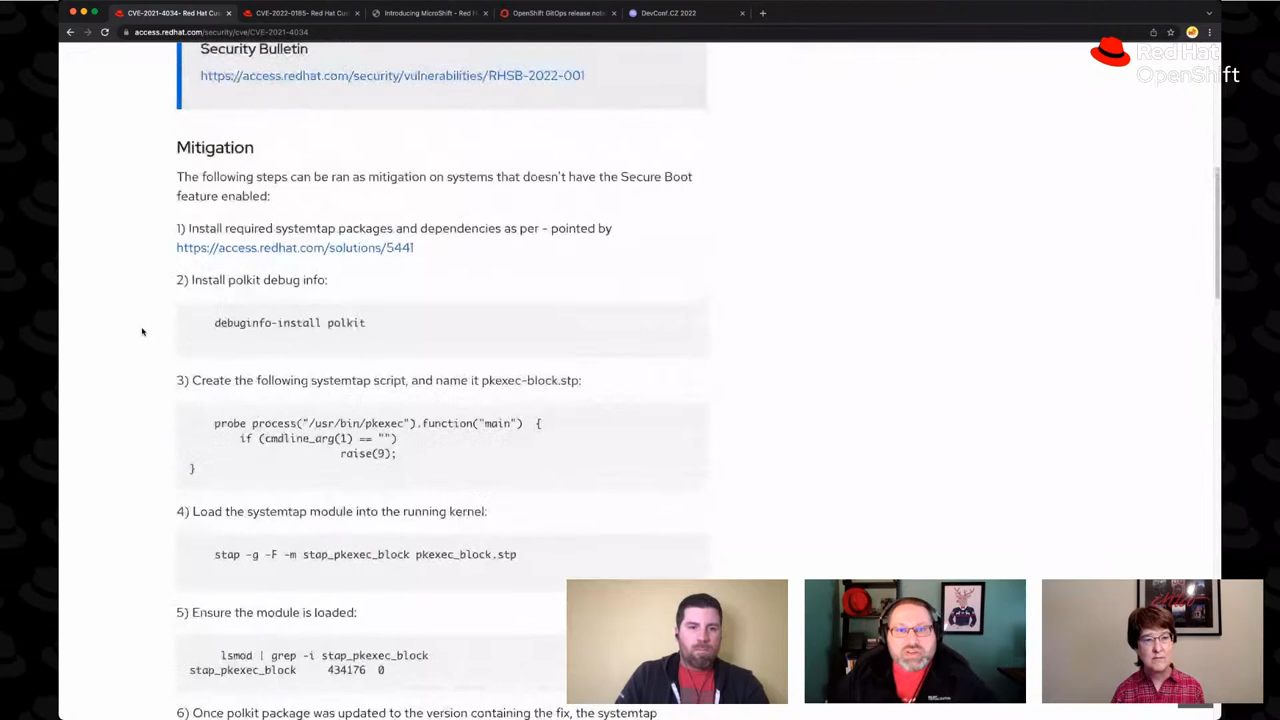 CVE-2021-4034- Red Hat Cus
CVE-2022-0185- Red Hat Cus
Introducing MicroShift - Red H
OpenShift GitOps release note
DevConf.CZ 2022
access.redhat.com/security/cve/CVE-2021-4034
Red Hat
OpenShift
Security Bulletin
https://access.redhat.com/security/vulnerabilities/RHSB-2022-001
Mitigation
The following steps can be ran as mitigation on systems that doesn't have the Secure Boot
feature enabled:
1) Install required systemtap packages and dependencies as per - pointed by
https://access.redhat.com/solutions/5441
2) Install polkit debug info:
debuginfo-install polkit
3) Create the following systemtap script, and name it pkexec-block.stp:
probe process("/usr/bin/pkexec").function("main") {
if (cmdline_arg(1) == "")
raise(9);
}
4) Load the systemtap module into the running kernel:
stap -g -F -m stap_pkexec_block pkexec_block.stp
5) Ensure the module is loaded:
lsmod | grep -i stap_pkexec_block
stap_pkexec_block 434176 0
6) Once polkit package was updated to the version containing the fix, the systemtap